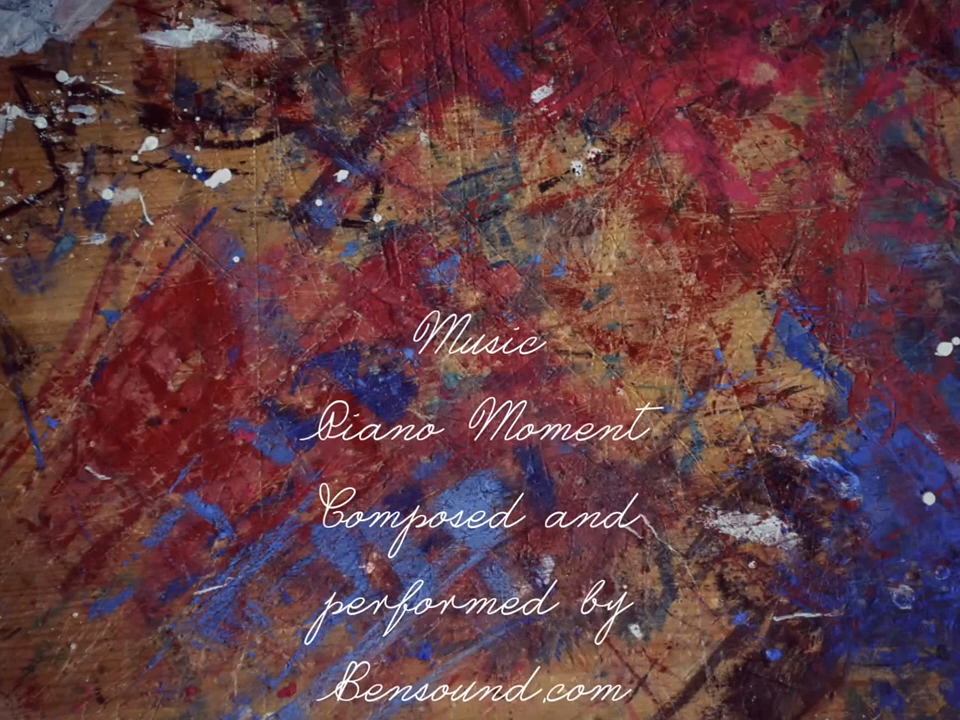 Music
Piano Moment
Composed and
performed by
Bensound.com